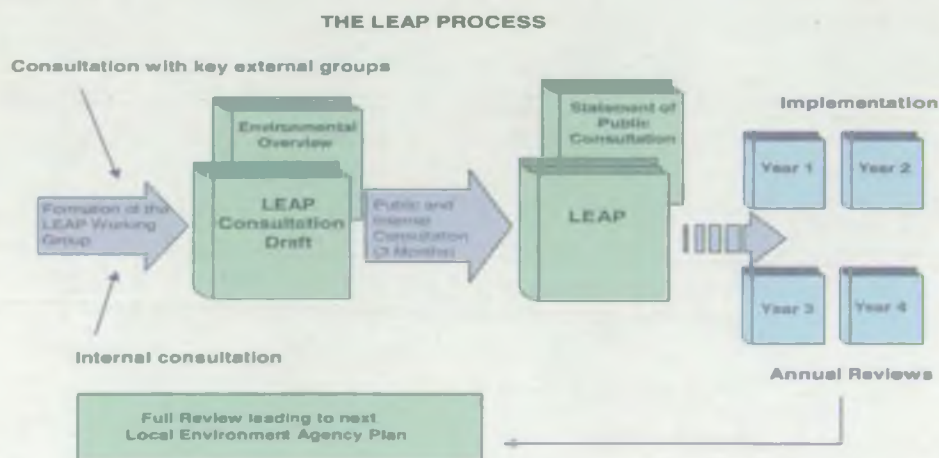 THE LEAP PROCESS
Consultation with key external groups
Formation of the
LEAP Working
Group
Internal consultation
Environmental
Overview
LEAP
Consultation
Draft
Public and
Internal
Consultation
(3 Months)
Statement of
Public
Consultation
LEAP
Implementation
Year 1
Year 2
Year 3
Year 4
Annual Reviews
Full Review leading to next
Local Environment Agency Plan